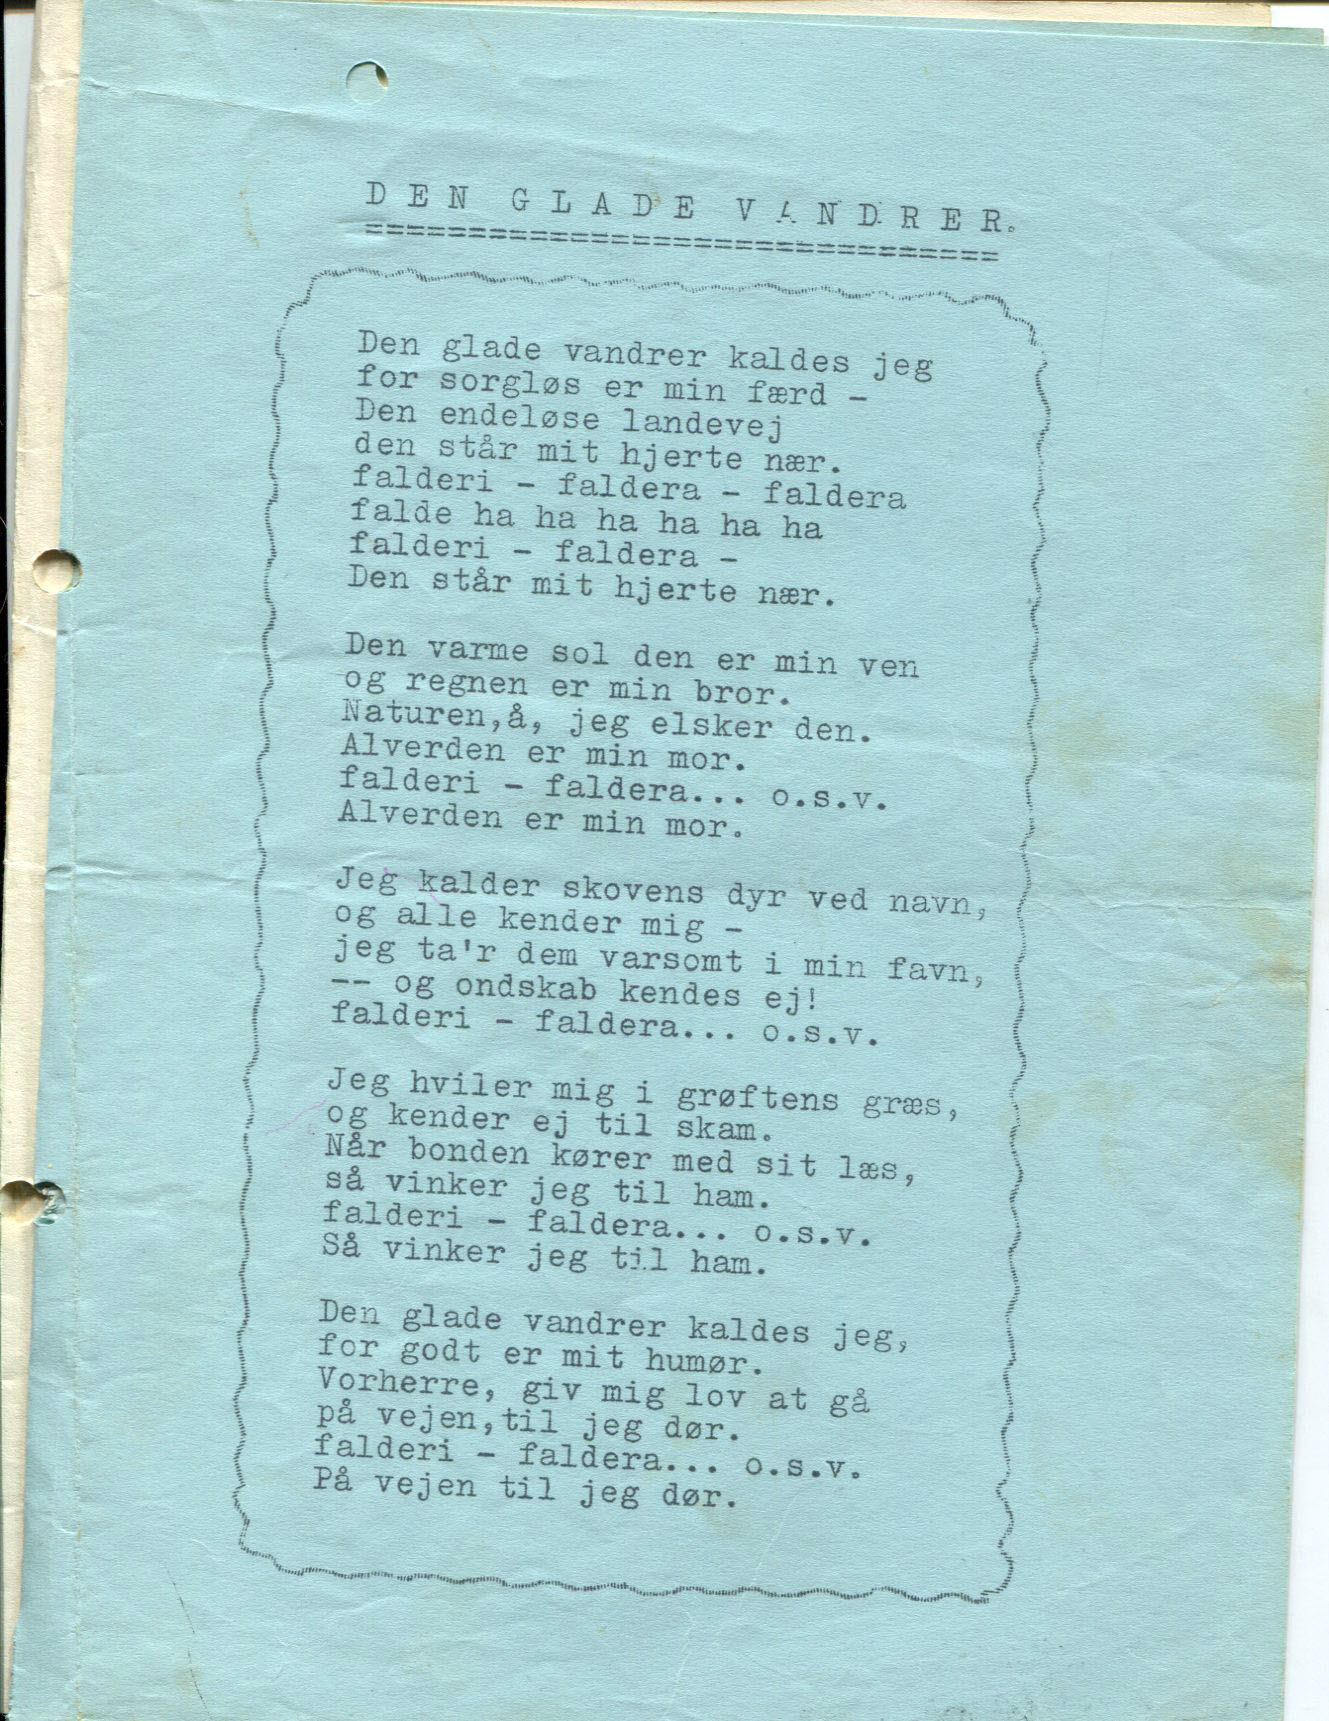 DEN GLADE VANDRER.
===============================
Den glade vandrer kaldes jeg
for sorgløs er min færd -
Den endeløse landevej
den står mit hjerte nær.
falderi - faldera - faldera
falde ha ha ha ha ha ha
falderi - faldera -
Den står mit hjerte nær.

Den varme sol den er min ven
og regnen er min bror.
Naturen,å, jeg elsker den.
Alverden er min mor.
falderi - faldera... o.s.v.
Alverden er min mor.

Jeg kalder skovens dyr ved navn,
og alle kender mig -
jeg ta'r dem varsomt i min favn,
-- og ondskab kendes ej!
falderi - faldera... o.s.v.

Jeg hviler mig i grøftens græs,
og kender ej til skam.
Når bonden kører med sit læs,
så vinker jeg til ham.
falderi - faldera... o.s.v.
Så vinker jeg til ham.

Den glade vandrer kaldes jeg,
for godt er mit humør.
Vorherre, giv mig lov at gå
på vejen,til jeg dør.
falderi - faldera... o.s.v.
På vejen til jeg dør.